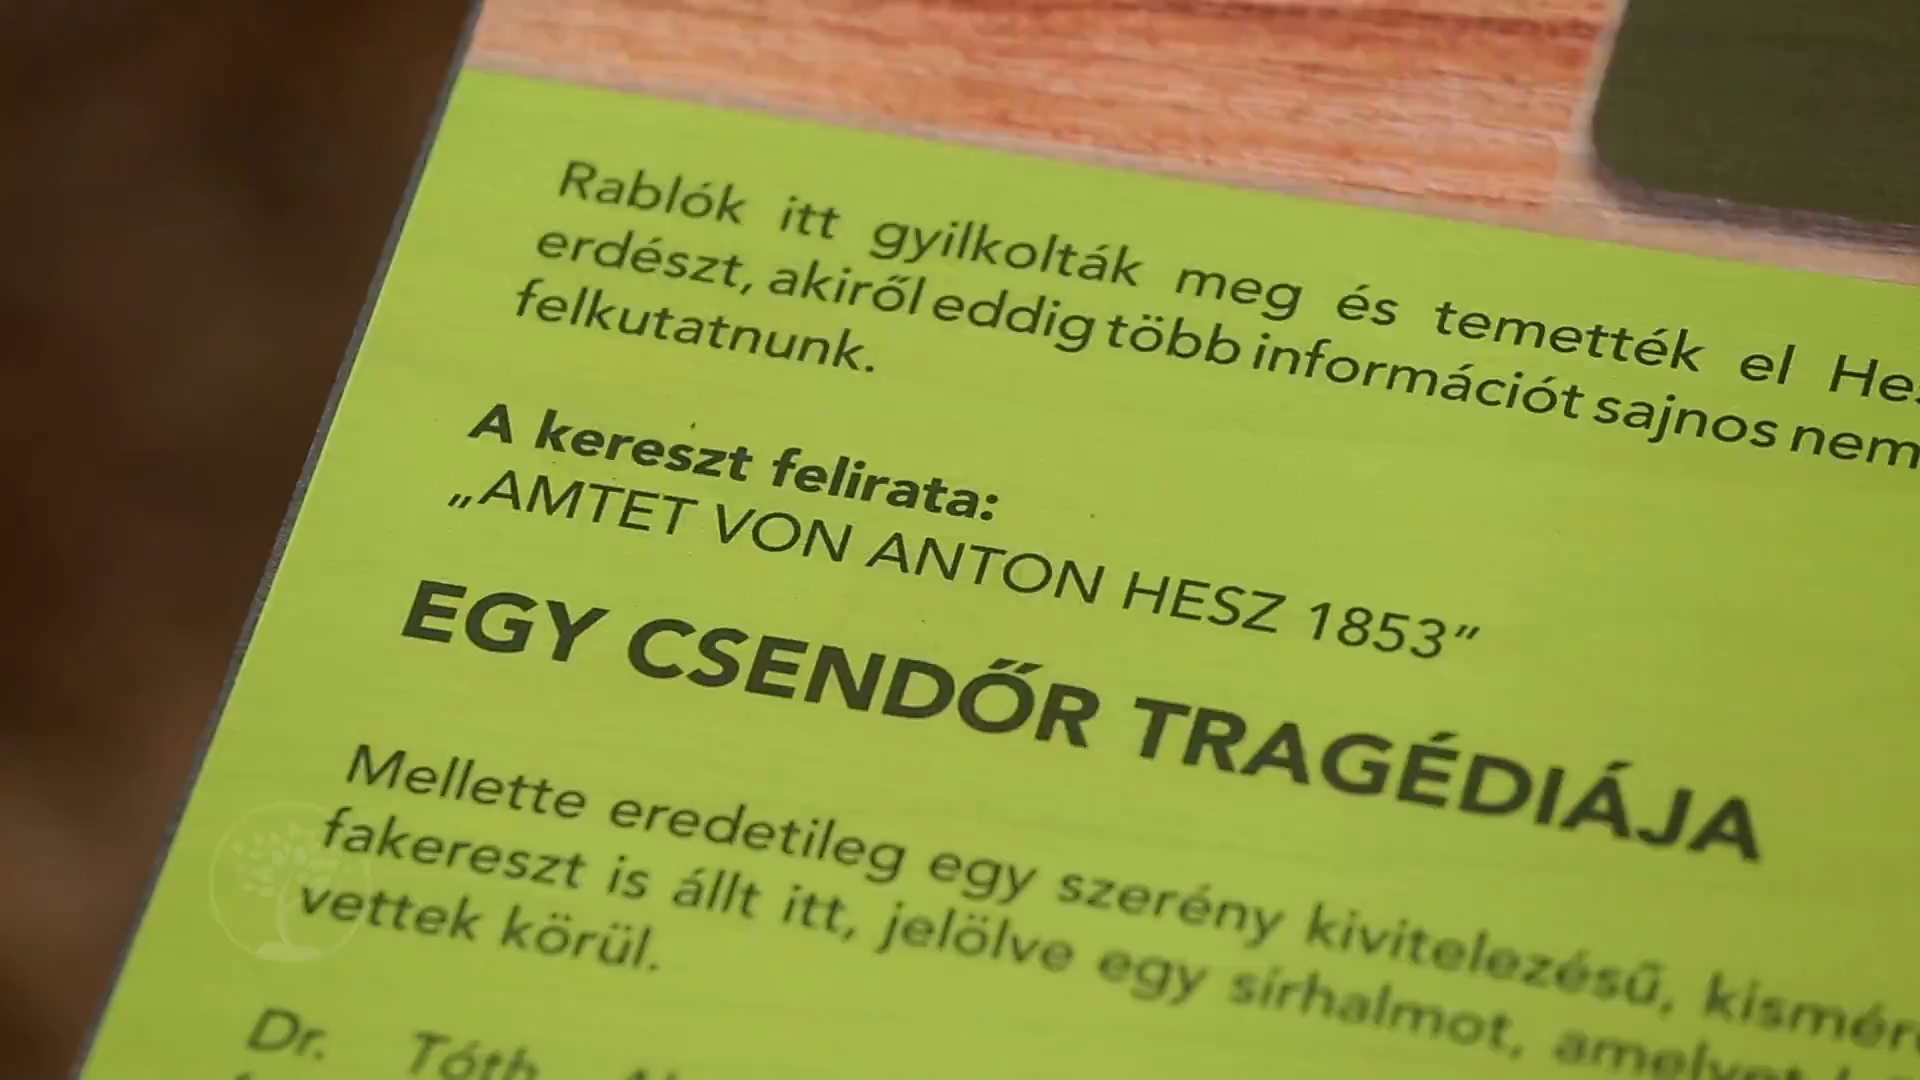 Rablók itt gyilkolták meg és temették el
erdészt, akiről eddig több információt sajnos nem
felkutatnunk.
A kereszt felirata:
„AMTET VON ANTON HESZ 1853”
EGY CSENDŐR TRAGÉDIÁJA
Mellette eredetileg egy szerény kivitelezésű,
fakereszt is állt itt, jelölve egy sírhalmot, amelyet
vettek körül.
Dr. Tóth